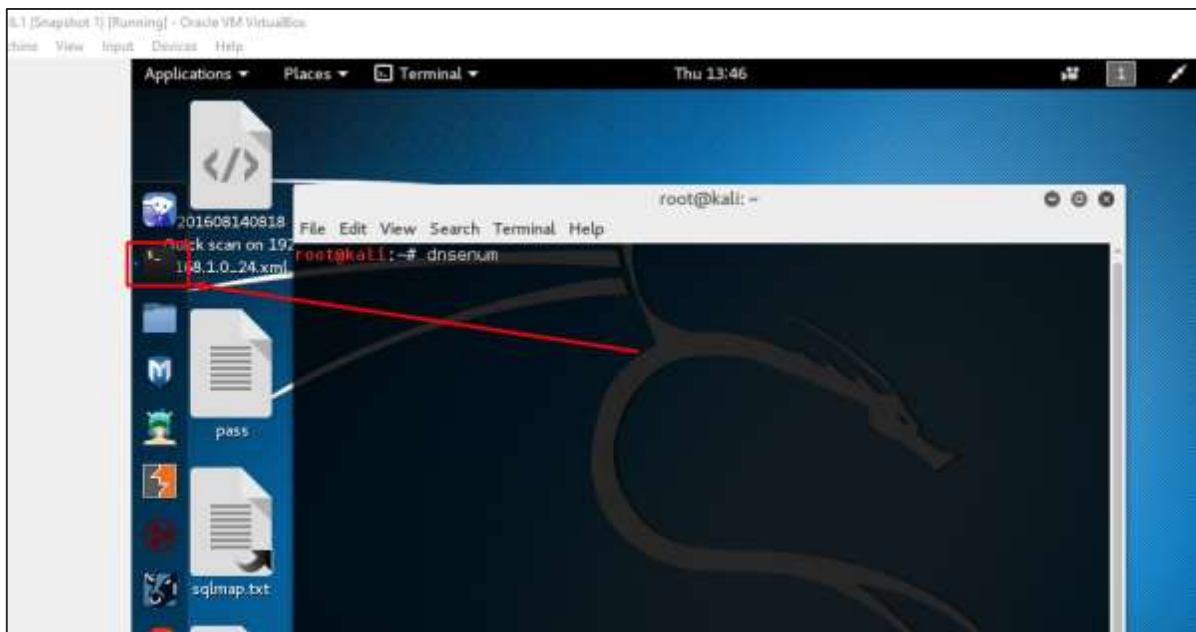 8.1 [Snapshot 1] [Running] - Oracle VM VirtualBox
chine View Input Devices Help
Applications Places Terminal Thu 13:46 1
root@kali: ~
File Edit View Search Terminal Help
root@kali:~# dnsenum
201608140818
Quick scan on 192
168.1.0_24.xml
pass
sqlmap.txt